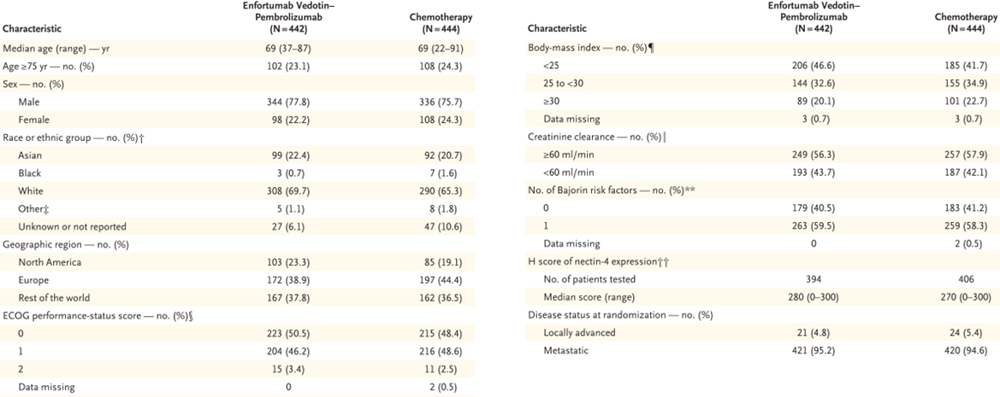 Characteristic Enfortumab Vedotin–Pembrolizumab (N=442) Chemotherapy (N=444)
Median age (range) — yr 69 (37–87) 69 (22–91)
Age ≥75 yr — no. (%) 102 (23.1) 108 (24.3)
Sex — no. (%)
Male 344 (77.8) 336 (75.7)
Female 98 (22.2) 108 (24.3)
Race or ethnic group — no. (%)†
Asian 99 (22.4) 92 (20.7)
Black 3 (0.7) 7 (1.6)
White 308 (69.7) 290 (65.3)
Other‡ 5 (1.1) 8 (1.8)
Unknown or not reported 27 (6.1) 47 (10.6)
Geographic region — no. (%)
North America 103 (23.3) 85 (19.1)
Europe 172 (38.9) 197 (44.4)
Rest of the world 167 (37.8) 162 (36.5)
ECOG performance-status score — no. (%)§
0 223 (50.5) 215 (48.4)
1 204 (46.2) 216 (48.6)
2 15 (3.4) 11 (2.5)
Data missing 0 2 (0.5)
Characteristic Enfortumab Vedotin–Pembrolizumab (N=442) Chemotherapy (N=444)
Body-mass index — no. (%)¶
<25 206 (46.6) 185 (41.7)
25 to <30 144 (32.6) 155 (34.9)
≥30 89 (20.1) 101 (22.7)
Data missing 3 (0.7) 3 (0.7)
Creatinine clearance — no. (%)‖
≥60 ml/min 249 (56.3) 257 (57.9)
<60 ml/min 193 (43.7) 187 (42.1)
No. of Bajorin risk factors — no. (%)**
0 179 (40.5) 183 (41.2)
1 263 (59.5) 259 (58.3)
Data missing 0 2 (0.5)
H score of nectin-4 expression††
No. of patients tested 394 406
Median score (range) 280 (0–300) 270 (0–300)
Disease status at randomization — no. (%)
Locally advanced 21 (4.8) 24 (5.4)
Metastatic 421 (95.2) 420 (94.6)